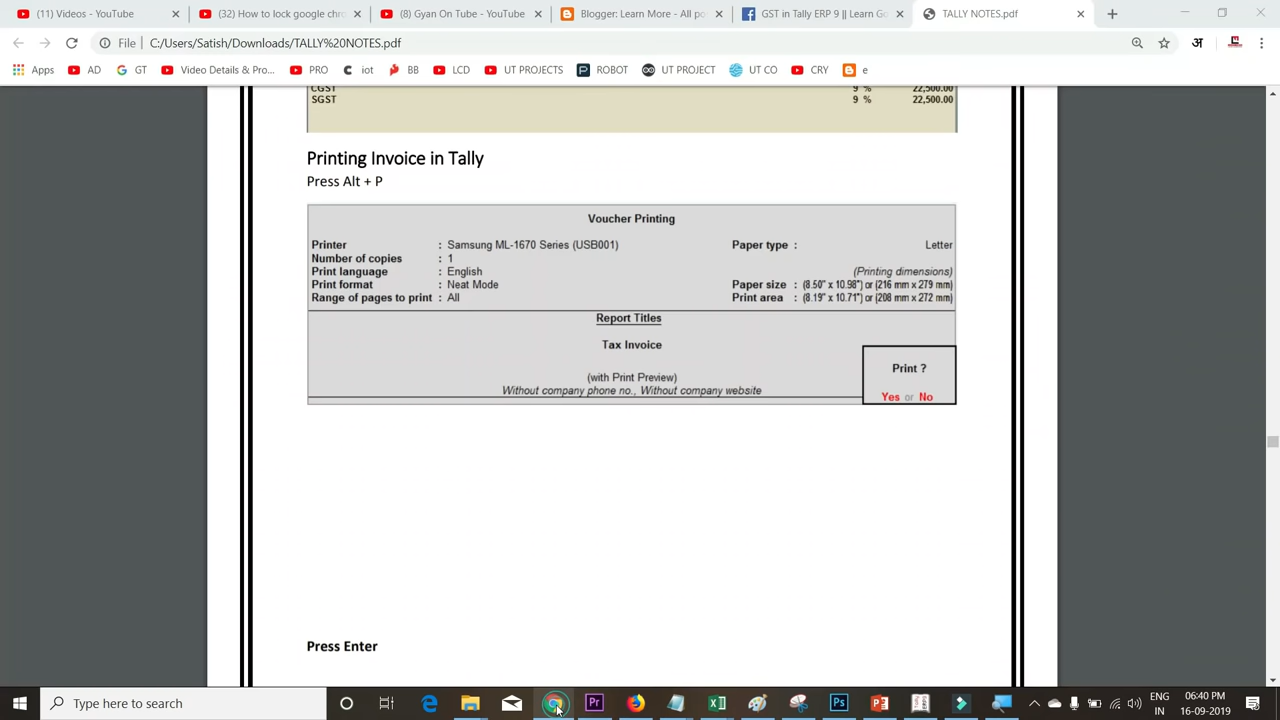 (11) Videos - YouTube
(32) How to lock google chro
(8) Gyan On Tube - YouTube
Blogger: Learn More - All po
GST in Tally ERP 9 || Learn Go
TALLY NOTES.pdf
File
C:/Users/Satish/Downloads/TALLY%20NOTES.pdf
अ
Apps
AD
GT
Video Details & Pro...
PRO
iot
BB
LCD
UT PROJECTS
ROBOT
UT PROJECT
UT CO
CRY
e
CGST 9 % 22,500.00
SGST 9 % 22,500.00
Printing Invoice in Tally
Press Alt + P
Voucher Printing
Printer : Samsung ML-1670 Series (USB001) Paper type : Letter
Number of copies : 1
Print language : English (Printing dimensions)
Print format : Neat Mode Paper size : (8.50" x 10.98") or (216 mm x 279 mm)
Range of pages to print : All Print area : (8.19" x 10.71") or (208 mm x 272 mm)
Report Titles
Tax Invoice
Print ?
(with Print Preview)
Without company phone no., Without company website
Yes or No
Press Enter
Type here to search
ENG 06:40 PM
IN 16-09-2019